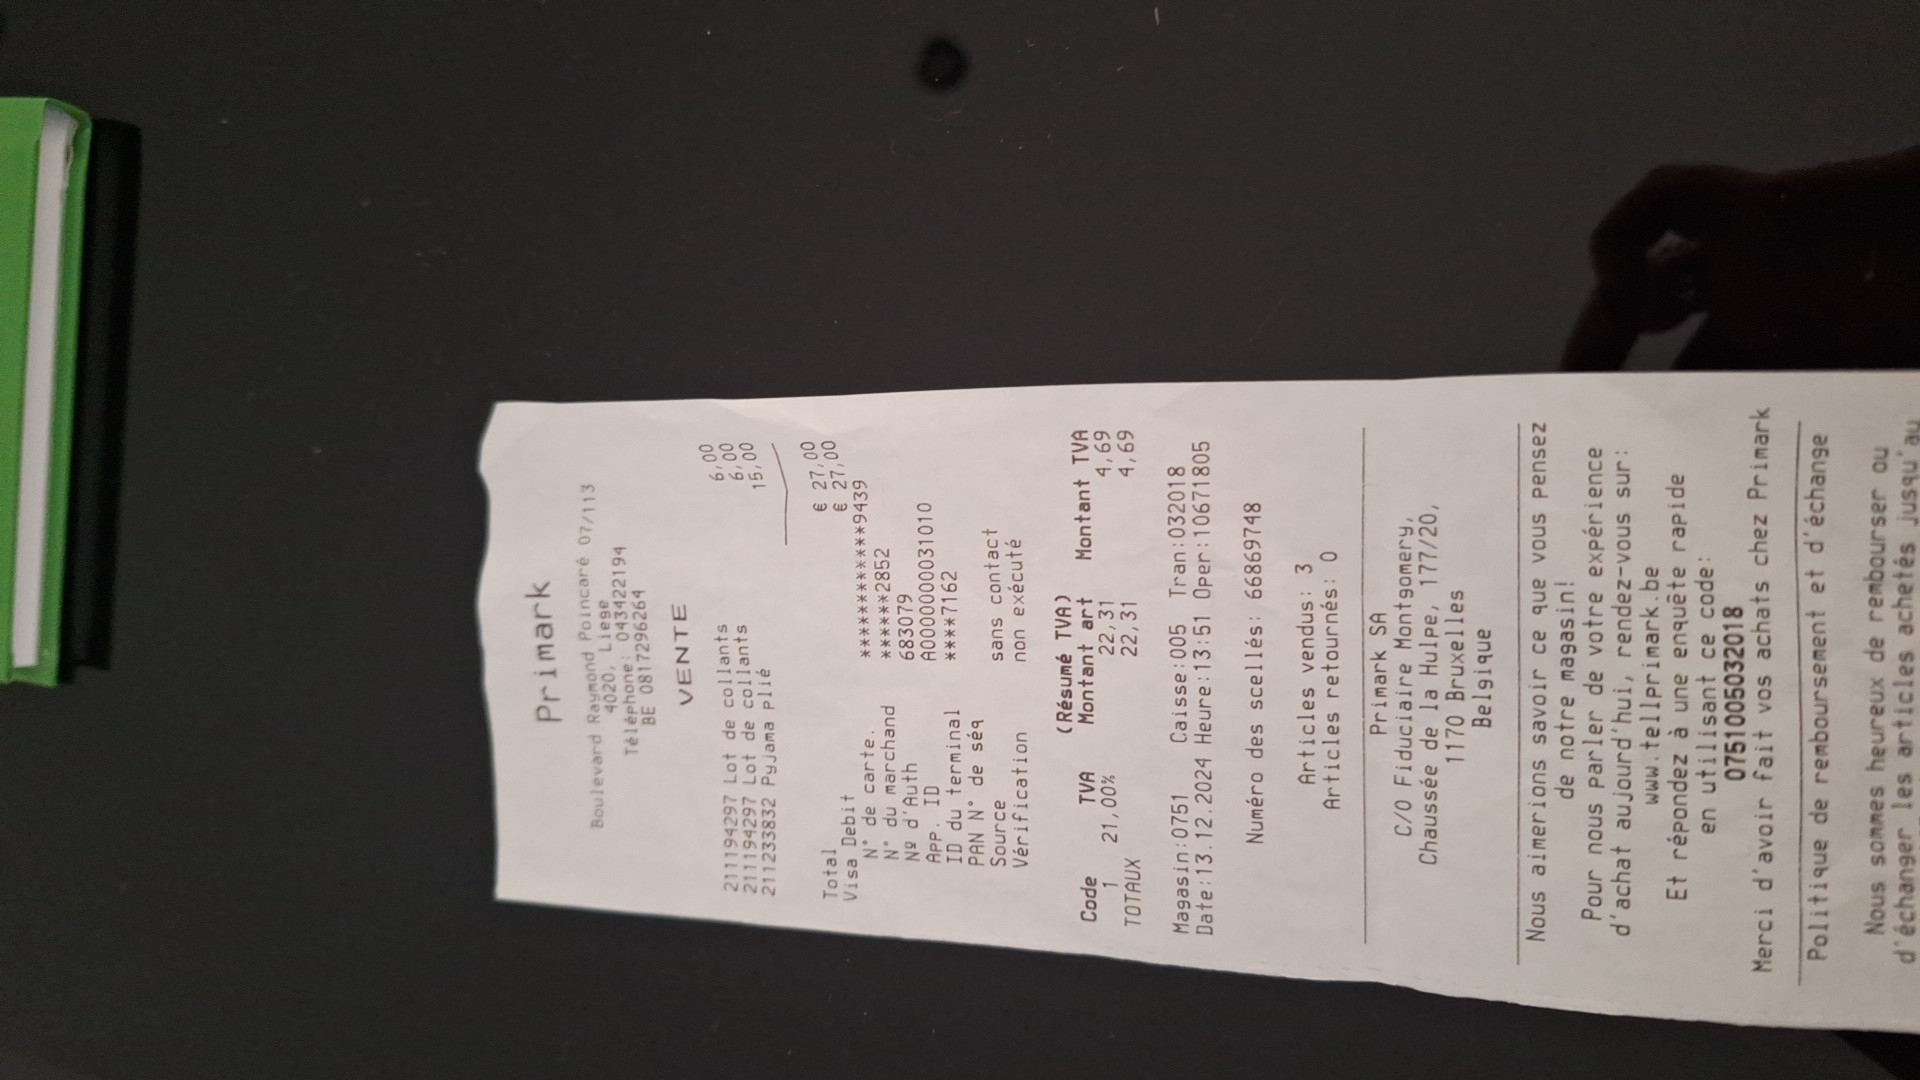 PRIMARK
Boulevard Raymond Poincaré 07/113
4020, Liege
Téléphone: 043422194
BE 0817296264
VENTE
211194297 Lot de collants 6,00
211194297 Lot de collants 6,00
211233832 Pyjama plié 15,00
Total € 27,00
Visa Debit € 27,00
N° de carte. ************9439
N° du marchand ******2852
Nº d'Auth 683079
App. ID A0000000031010
ID du terminal ****7162
PAN N° de séq
Source sans contact
Vérification non exécuté
(Résumé TVA)
Code TVA Montant art Montant TVA
1 21,00% 22,31 4,69
TOTAUX 22,31 4,69
Magasin:0751 Caisse:005 Tran:032018
Date:13.12.2024 Heure:13:51 Oper:10671805
Numéro des scellés: 66869748
Articles vendus: 3
Articles retournés: 0
Primark SA
C/O Fiduciaire Montgomery,
Chaussée de la Hulpe, 177/20,
1170 Bruxelles
Belgique
Nous aimerions savoir ce que vous pensez
de notre magasin!
Pour nous parler de votre expérience
d'achat aujourd'hui, rendez-vous sur:
www.tellprimark.be
Et répondez à une enquête rapide
en utilisant ce code:
0751005032018
Merci d'avoir fait vos achats chez Primark
Politique de remboursement et d'échange
Nous sommes heureux de rembourser ou
d'échanger les articles achetés jusqu'au